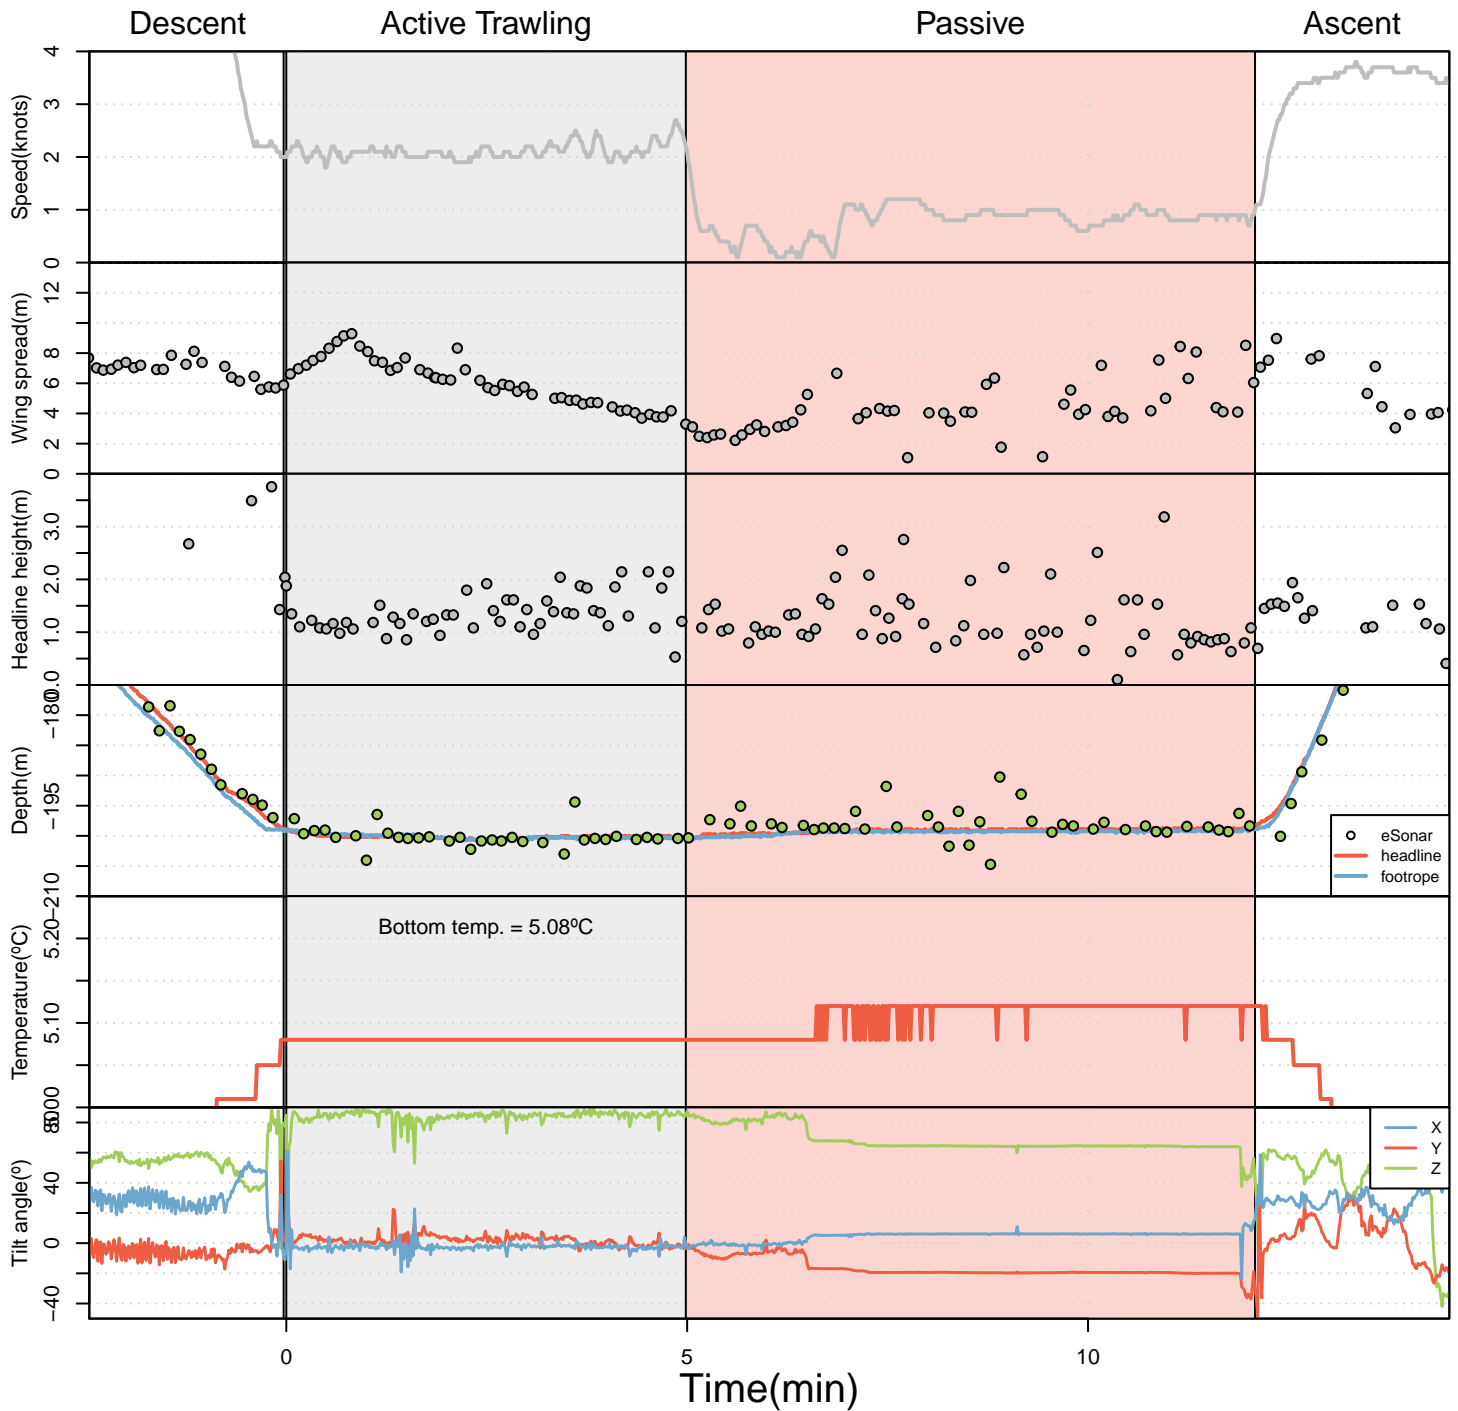 Descent Active Trawling Passive Ascent
Speed(knots)
0 1 2 3 4
Wing spread(m)
0 2 4 6 8 12
Headline height(m)
0.0 1.0 2.0 3.0
Depth(m)
−210 −195 −180
eSonar
headline
footrope
Temperature(ºC)
5.00 5.10 5.20
Bottom temp. = 5.08ºC
Tilt angle(º)
−40 0 40 80
X
Y
Z
0 5 10
Time(min)